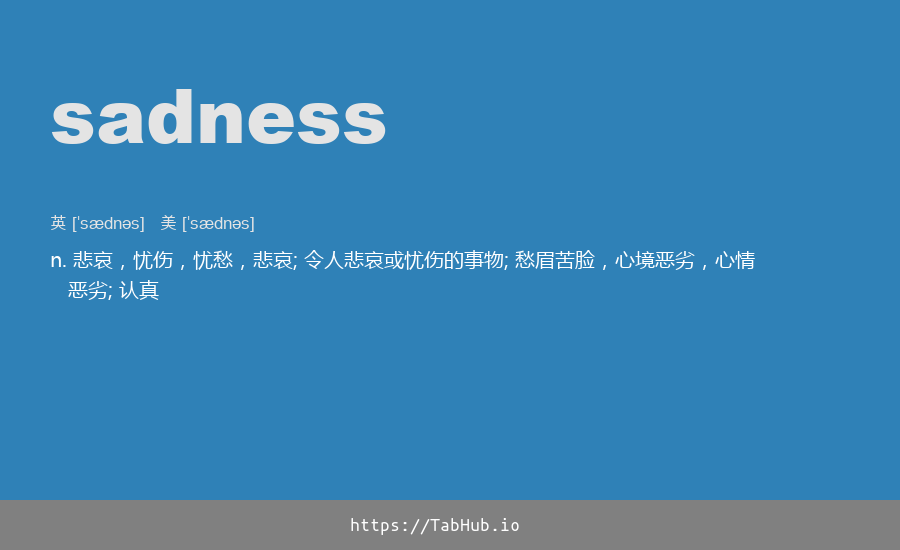 sadness
英 [ˈsædnəs] 美 [ˈsædnəs]
n. 悲哀，忧伤，忧愁，悲哀; 令人悲哀或忧伤的事物; 愁眉苦脸，心境恶劣，心情
恶劣; 认真
https://TabHub.io